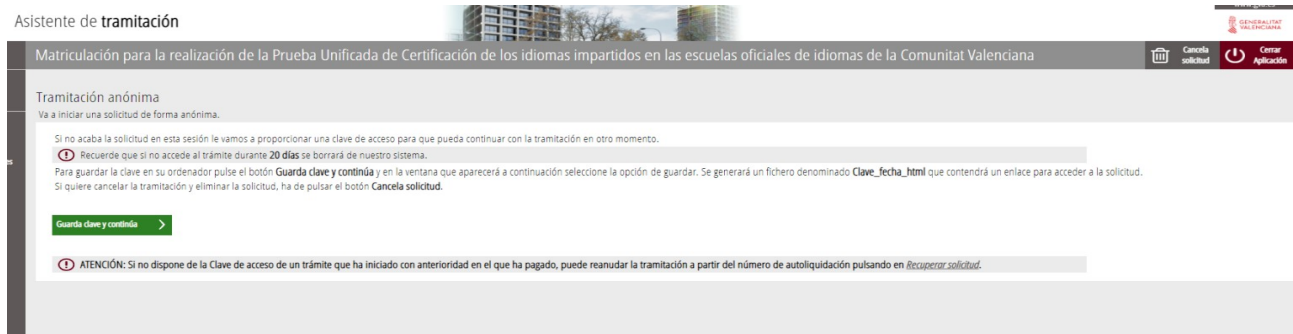 Asistente de tramitación
GENERALITAT
VALENCIANA
Matriculación para la realización de la Prueba Unificada de Certificación de los idiomas impartidos en las escuelas oficiales de idiomas de la Comunitat Valenciana
Cancela
solicitud
Cerrar
Aplicación
Tramitación anónima
Va a iniciar una solicitud de forma anónima.
Si no acaba la solicitud en esta sesión le vamos a proporcionar una clave de acceso para que pueda continuar con la tramitación en otro momento.
Recuerde que si no accede al trámite durante 20 días se borrará de nuestro sistema.
Para guardar la clave en su ordenador pulse el botón Guarda clave y continúa y en la ventana que aparecerá a continuación seleccione la opción de guardar. Se generará un fichero denominado Clave_fecha_html que contendrá un enlace para acceder a la solicitud.
Si quiere cancelar la tramitación y eliminar la solicitud, ha de pulsar el botón Cancela solicitud.
Guarda clave y continúa
ATENCIÓN: Si no dispone de la Clave de acceso de un trámite que ha iniciado con anterioridad en el que ha pagado, puede reanudar la tramitación a partir del número de autoliquidación pulsando en Recuperar solicitud.